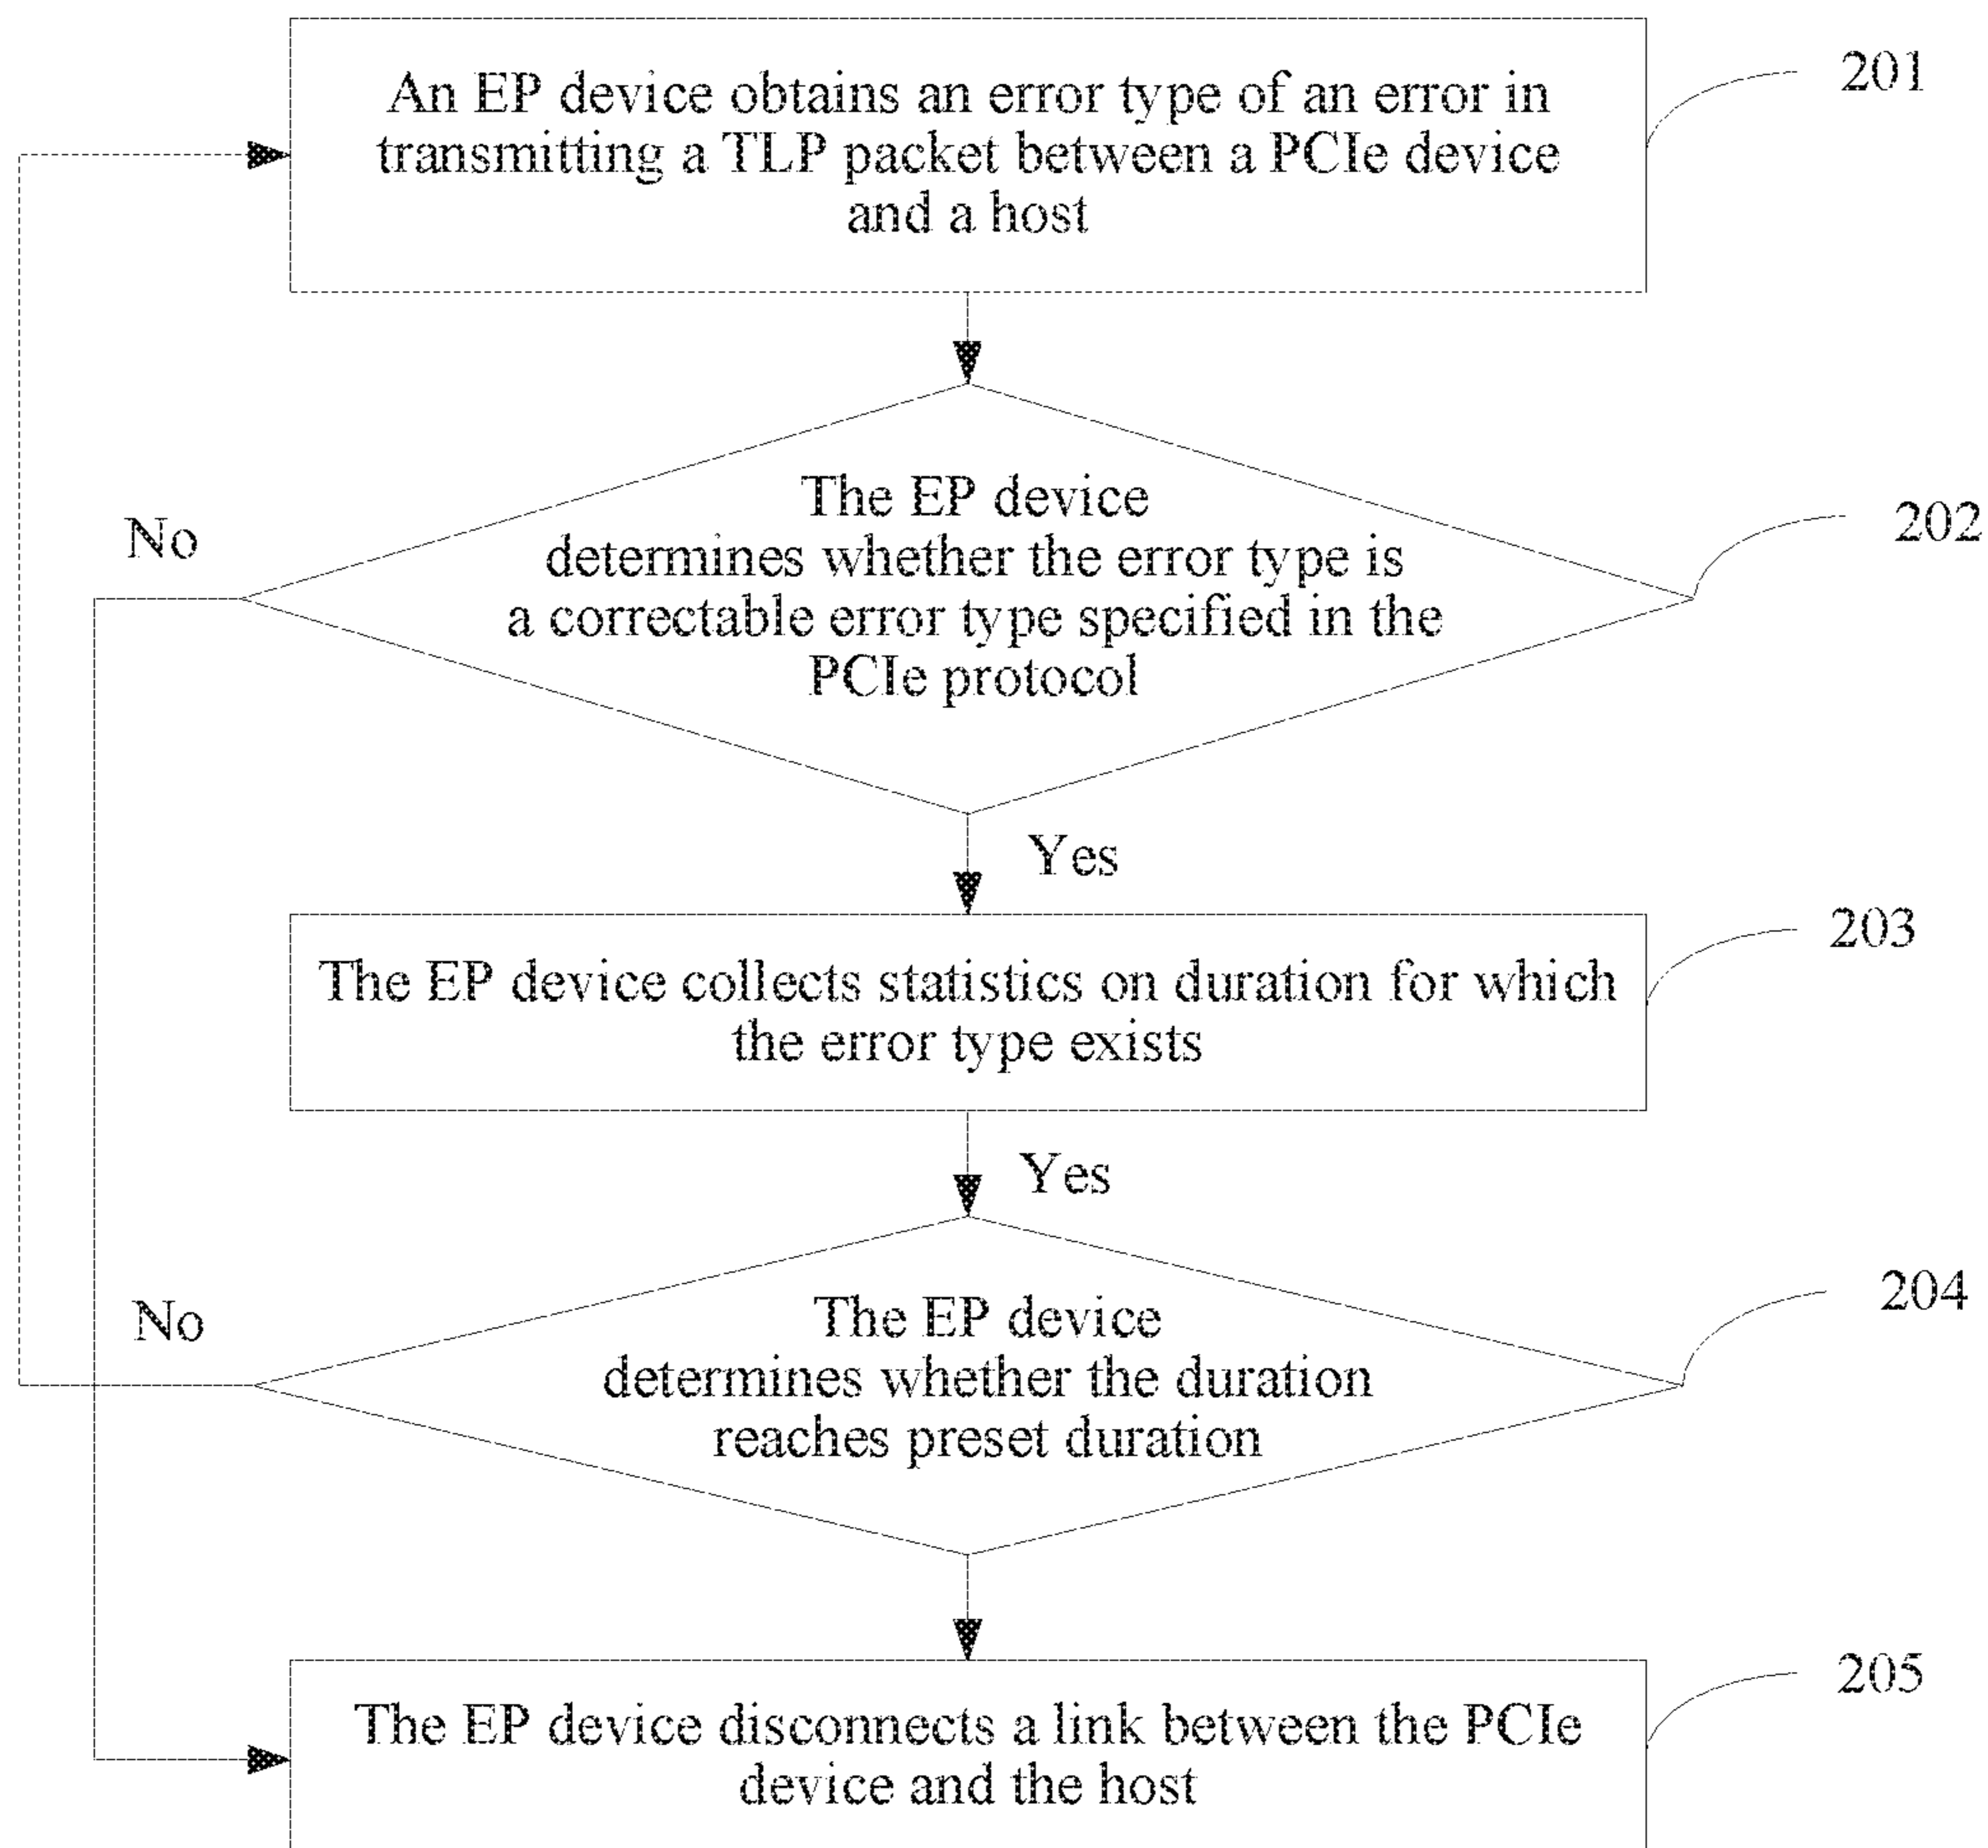 An EP device obtains an error type of an error in
transmitting a TLP packet between a PCIe device
and a host
201
The EP device
determines whether the error type is
a correctable error type specified in the
PCIe protocol
202
No
Yes
The EP device collects statistics on duration for which
the error type exists
203
Yes
The EP device
determines whether the duration
reaches preset duration
204
No
The EP device disconnects a link between the PCIe
device and the host
205